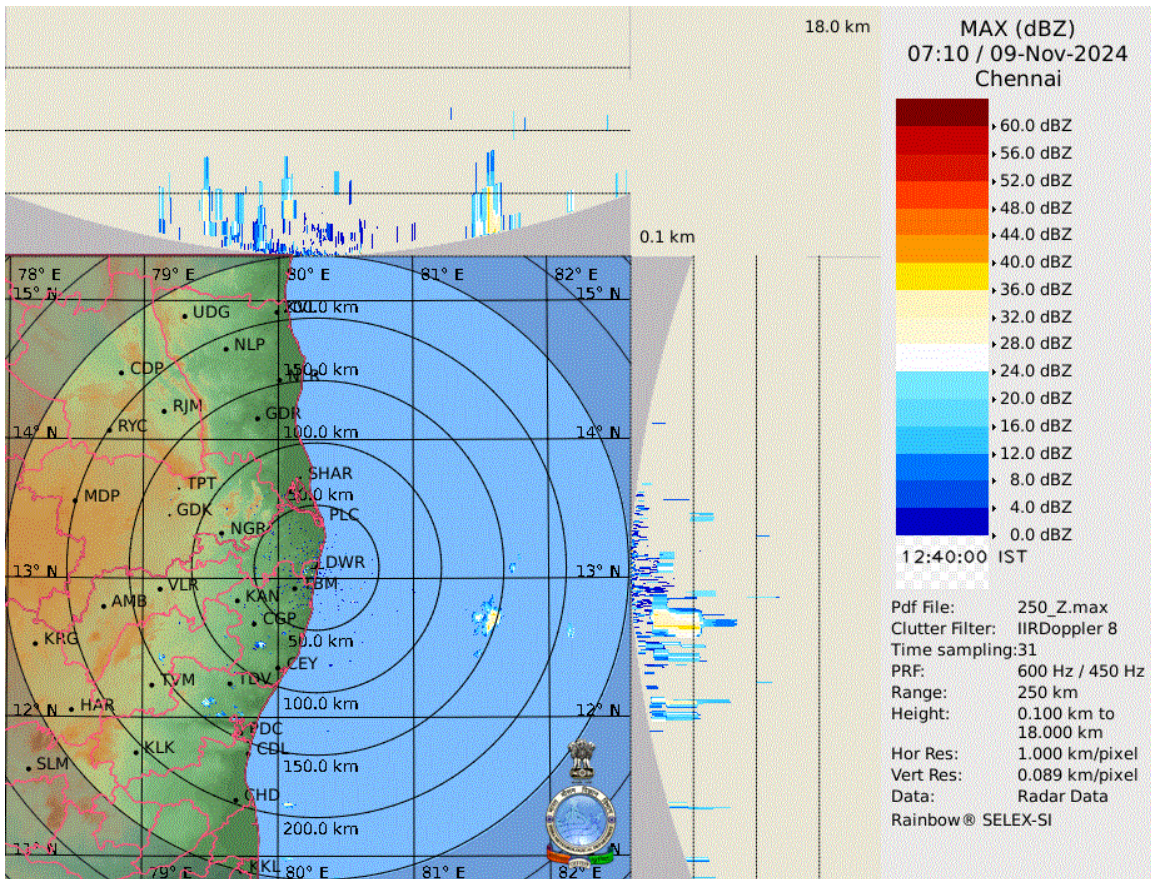 18.0 km
0.1 km
MAX (dBZ)
07:10 / 09-Nov-2024
Chennai
60.0 dBZ
56.0 dBZ
52.0 dBZ
48.0 dBZ
44.0 dBZ
40.0 dBZ
36.0 dBZ
32.0 dBZ
28.0 dBZ
24.0 dBZ
20.0 dBZ
16.0 dBZ
12.0 dBZ
8.0 dBZ
4.0 dBZ
0.0 dBZ
12:40:00 IST
Pdf File: 250_Z.max
Clutter Filter: IIRDoppler 8
Time sampling:31
PRF: 600 Hz / 450 Hz
Range: 250 km
Height: 0.100 km to
18.000 km
Hor Res: 1.000 km/pixel
Vert Res: 0.089 km/pixel
Data: Radar Data
Rainbow® SELEX-SI
78° E 79° E 80° E 81° E 82° E
15° N 15° N
UDG
NLP
150.0 km
CDP
RJM
GDR
RYC
100.0 km
14° N 14° N
SHAR
TPT
MDP
50.0 km
GDK
PLC
NGR
DWR
13° N 13° N
VLR
KAN
AMB
CGP
KRG
50.0 km
CEY
TVM
TDV
100.0 km
HAR
12° N 12° N
PDC
KLK
CDL
SLM
150.0 km
CHD
200.0 km
11° N 11° N
KKL
79° E 80° E 81° E 82° E